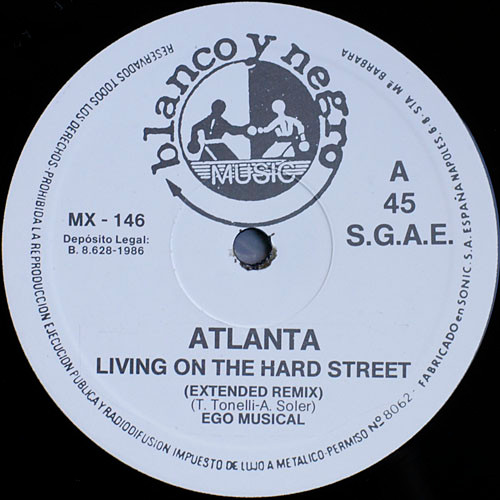 blanco y negro
MUSIC
A
45
S.G.A.E.
MX - 146
Depósito Legal:
B. 8.628-1986
ATLANTA
LIVING ON THE HARD STREET
(EXTENDED REMIX)
(T. Tonelli-A. Soler)
EGO MUSICAL
RESERVADOS TODOS LOS DERECHOS-PROHIBIDA LA REPRODUCCION EJECUCION PUBLICA Y RADIODIFUSION IMPUESTO DE LUJO A METALICO-PERMISO Nº 8062 - FABRICADO en SONIC. S.A. ESPAÑA NAPOLES, 6-8-STA Mª BARBARA